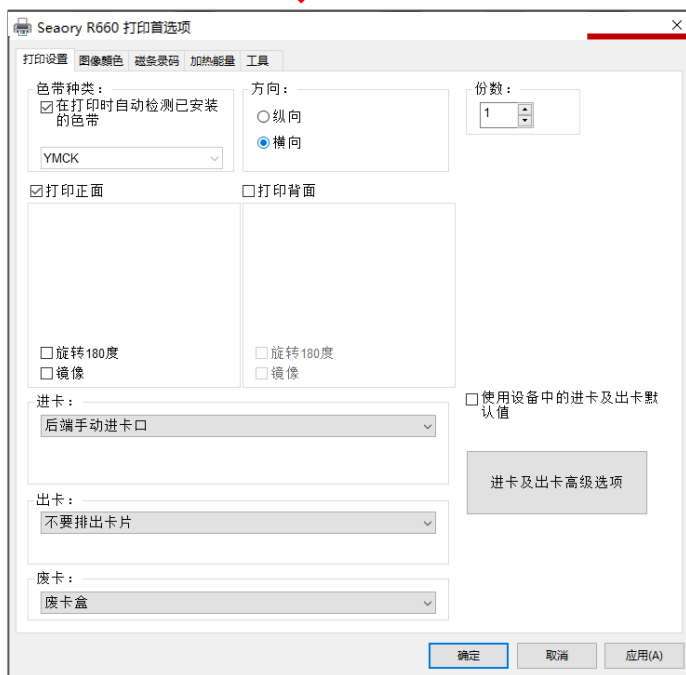 Seaory R660 打印首选项
打印设置 图像颜色 磁条录码 加热能量 工具
色带种类：
在打印时自动检测已安装
的色带
YMCK
方向：
纵向
横向
份数：
1
打印正面
打印背面
旋转180度
镜像
旋转180度
镜像
进卡：
后端手动进卡口
使用设备中的进卡及出卡默
认值
进卡及出卡高级选项
出卡：
不要排出卡片
废卡：
废卡盒
确定 取消 应用(A)